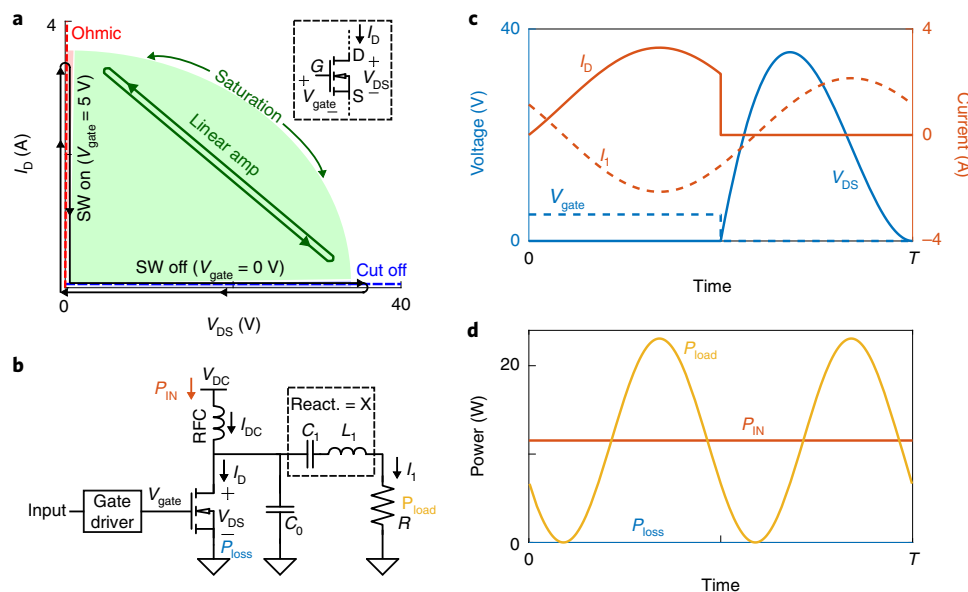 a
4
Ohmic
I_D
G
D
+
+
V_DS
V_gate
S
−
−
Saturation
Linear amp
I_D (A)
SW on (V_gate = 5 V)
SW off (V_gate = 0 V)
Cut off
0
40
V_DS (V)
b
P_IN
V_DC
RFC
I_DC
React. = X
C_1
L_1
I_D
I_1
Input
Gate
driver
V_gate
+
V_DS
−
C_0
R
P_load
P_loss
c
40
4
I_D
Voltage (V)
20
0
Current (A)
I_1
V_DS
V_gate
0
−4
0
T
Time
d
20
P_load
P_IN
Power (W)
P_loss
0
0
T
Time